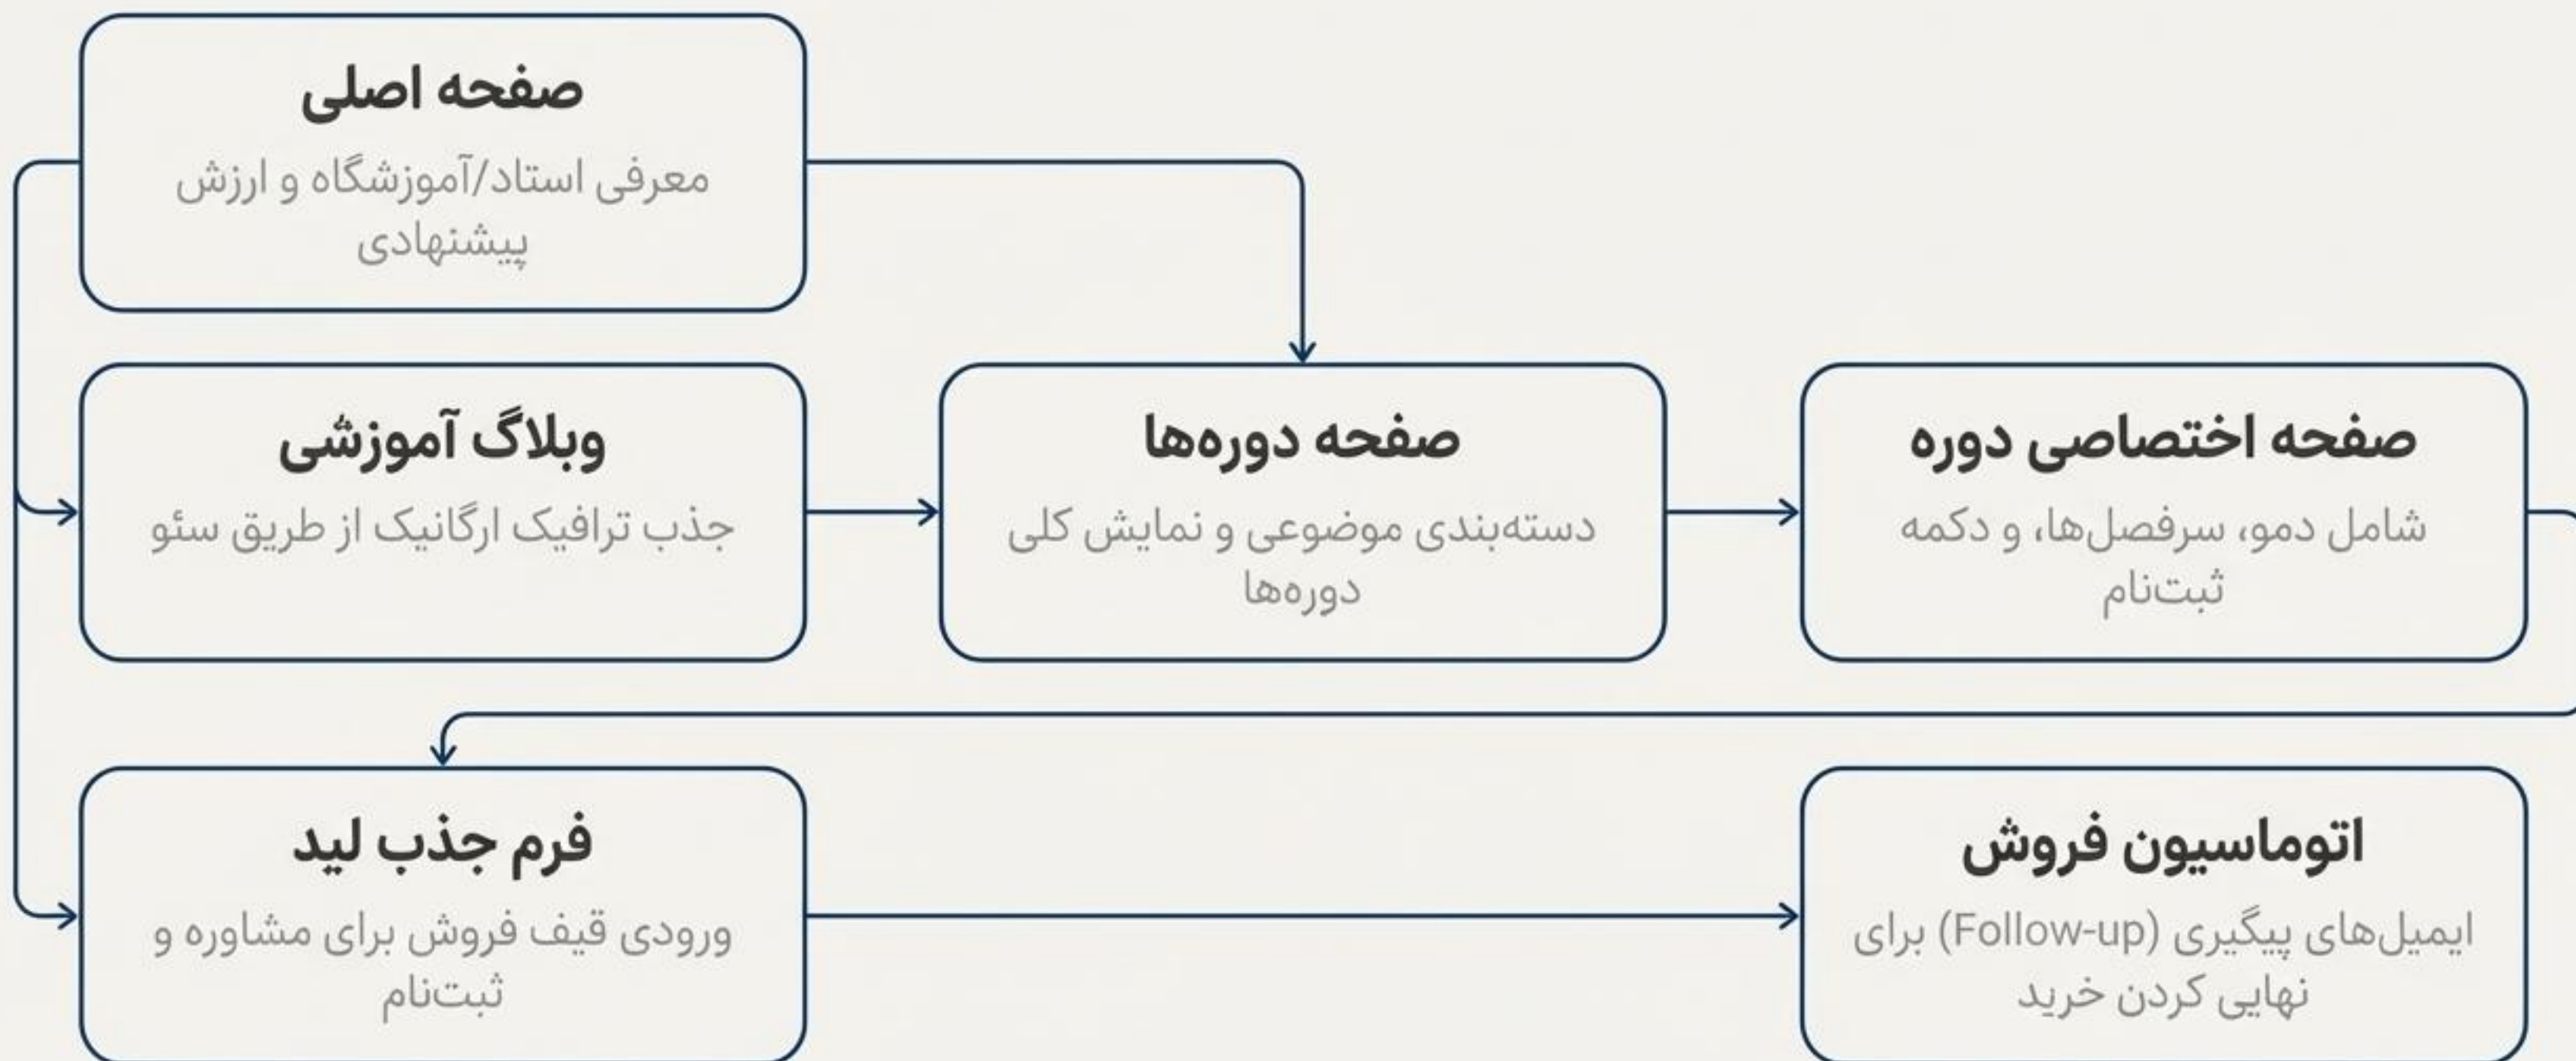 صفحه اصلی
معرفی استاد/آموزشگاه و ارزش
پیشنهادی
وبلاگ آموزشی
جذب ترافیک ارگانیک از طریق سئو
صفحه دوره‌ها
دسته‌بندی موضوعی و نمایش کلی
دوره‌ها
صفحه اختصاصی دوره
شامل دمو، سرفصل‌ها، و دکمه
ثبت‌نام
فرم جذب لید
ورودی قیف فروش برای مشاوره و
ثبت‌نام
اتوماسیون فروش
ایمیل‌های پیگیری (Follow-up) برای
نهایی کردن خرید